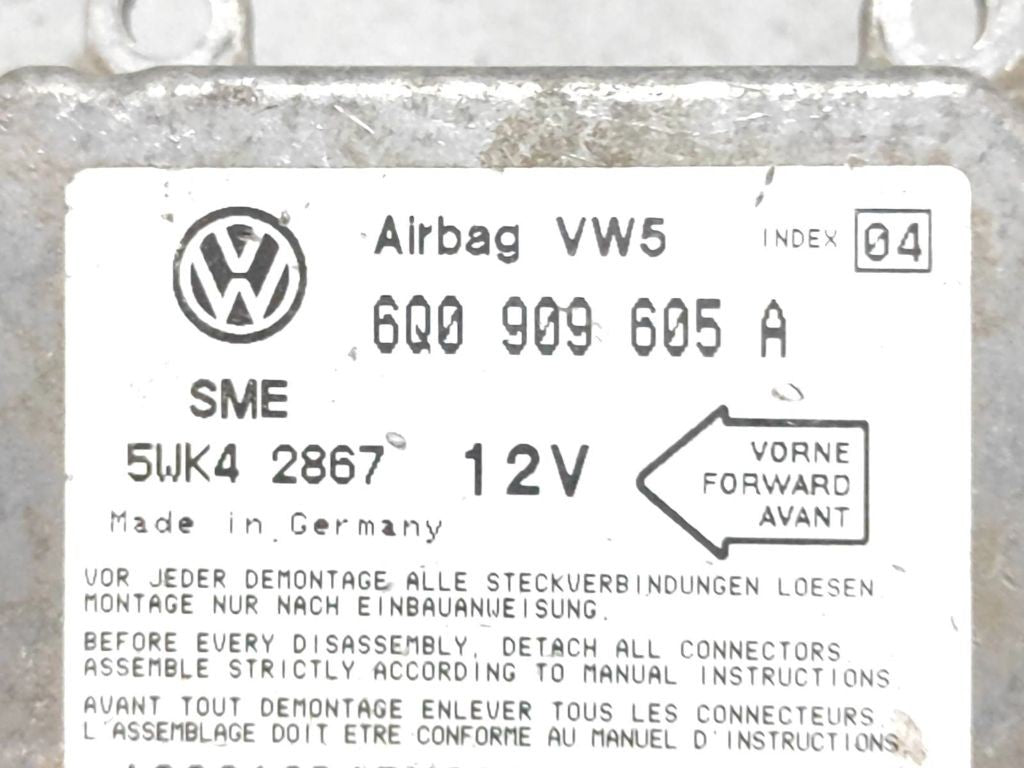 Airbag VW5 INDEX 04
6Q0 909 605 A
SME
5WK4 2867 12V
VORNE
FORWARD
AVANT
Made in Germany
VOR JEDER DEMONTAGE ALLE STECKVERBINDUNGEN LOESEN
MONTAGE NUR NACH EINBAUANWEISUNG.
BEFORE EVERY DISASSEMBLY, DETACH ALL CONNECTORS
ASSEMBLE STRICTLY ACCORDING TO MANUAL INSTRUCTIONS
AVANT TOUT DEMONTAGE ENLEVER TOUS LES CONNECTEURS.
L'ASSEMBLAGE DOIT ETRE CONFORME AU MANUEL D'INSTRUCTIONS